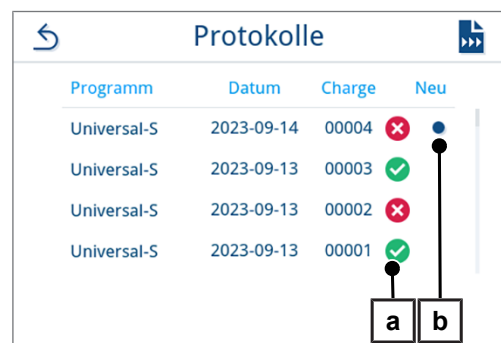 Protokolle
Programm Datum Charge Neu
Universal-S 2023-09-14 00004
Universal-S 2023-09-13 00003
Universal-S 2023-09-13 00002
Universal-S 2023-09-13 00001
a b